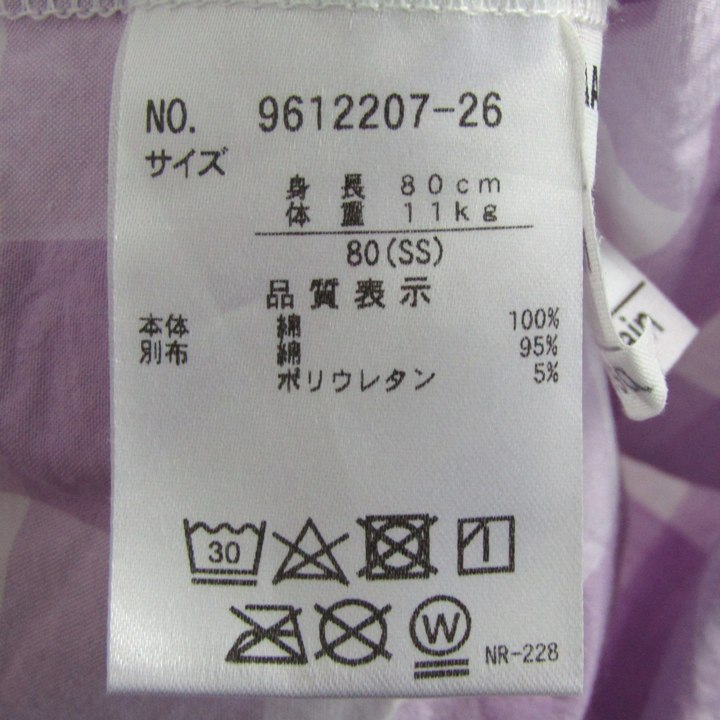 NO. 9612207-26
サイズ
身長 80cm
体重 11kg
80(SS)
品質表示
本体 綿 100%
別布 綿 95%
ポリウレタン 5%
30
W
NR-228